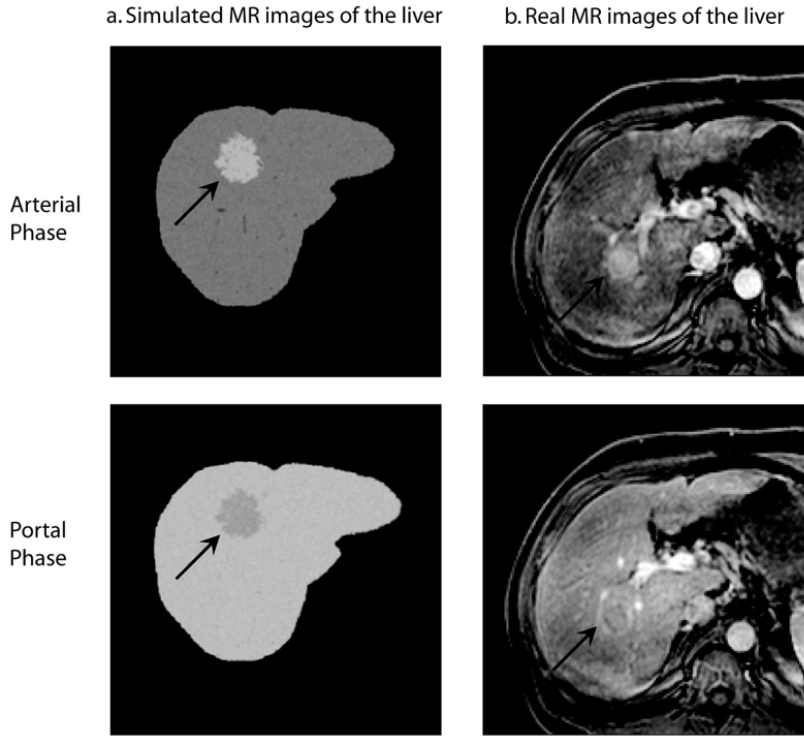 a. Simulated MR images of the liver
b. Real MR images of the liver
Arterial
Phase
Portal
Phase